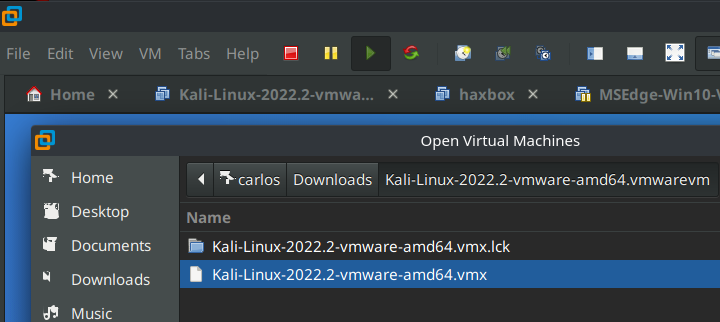 File Edit View VM Tabs Help
Home Kali-Linux-2022.2-vmwa... haxbox MSEdge-Win10-
Open Virtual Machines
Home carlos Downloads Kali-Linux-2022.2-vmware-amd64.vmwarevm
Desktop Name
Documents Kali-Linux-2022.2-vmware-amd64.vmx.lck
Downloads Kali-Linux-2022.2-vmware-amd64.vmx
Music